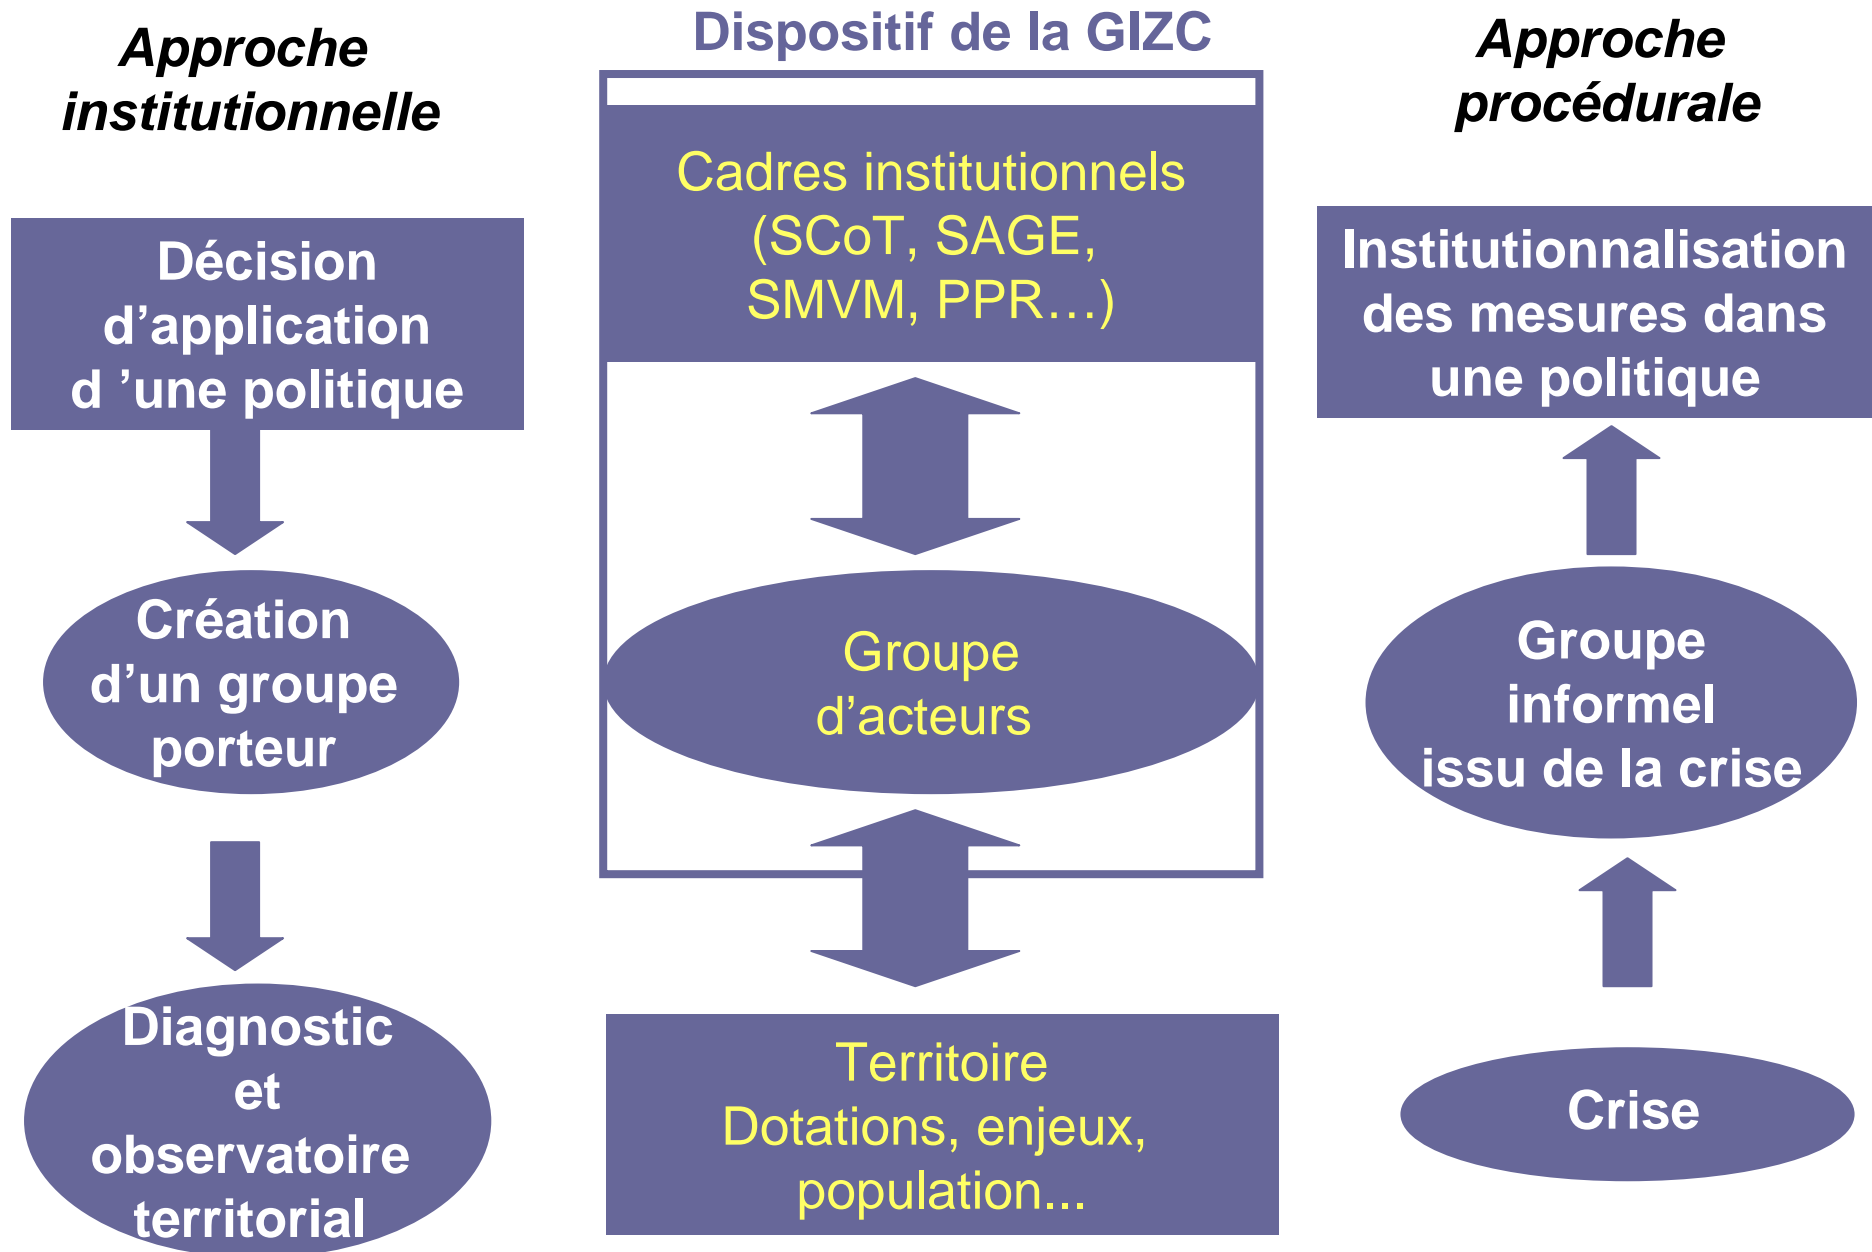 Approche
institutionnelle
Décision
d’application
d ’une politique
Création
d’un groupe
porteur
Diagnostic
et
observatoire
territorial
Dispositif de la GIZC
Cadres institutionnels
(SCoT, SAGE,
SMVM, PPR…)
Groupe
d’acteurs
Territoire
Dotations, enjeux,
population...
Approche
procédurale
Institutionnalisation
des mesures dans
une politique
Groupe
informel
issu de la crise
Crise